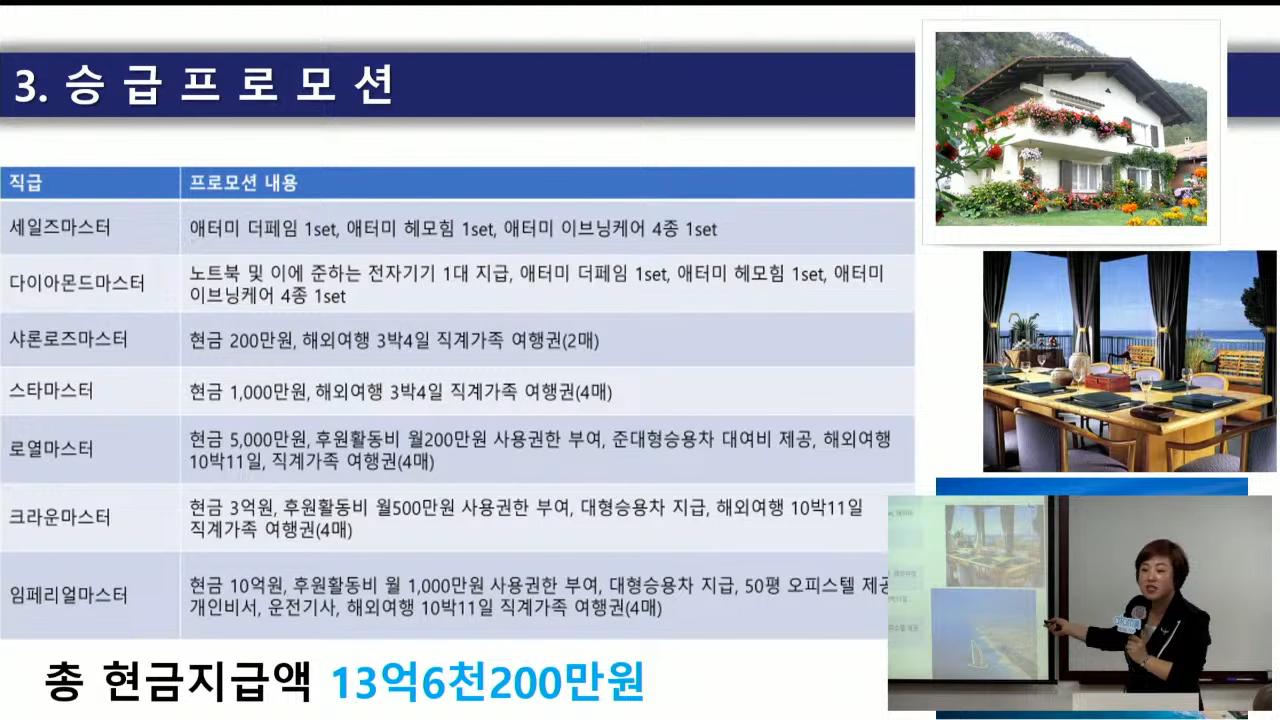 3. 승 급 프 로 모 션
직급 프로모션 내용
세일즈마스터 애터미 더페임 1set, 애터미 헤모힘 1set, 애터미 이브닝케어 4종 1set
다이아몬드마스터 노트북 및 이에 준하는 전자기기 1대 지급, 애터미 더페임 1set, 애터미 헤모힘 1set, 애터미
이브닝케어 4종 1set
샤론로즈마스터 현금 200만원, 해외여행 3박4일 직계가족 여행권(2매)
스타마스터 현금 1,000만원, 해외여행 3박4일 직계가족 여행권(4매)
로열마스터 현금 5,000만원, 후원활동비 월200만원 사용권한 부여, 준대형승용차 대여비 제공, 해외여행
10박11일, 직계가족 여행권(4매)
크라운마스터 현금 3억원, 후원활동비 월500만원 사용권한 부여, 대형승용차 지급, 해외여행 10박11일
직계가족 여행권(4매)
임페리얼마스터 현금 10억원, 후원활동비 월 1,000만원 사용권한 부여, 대형승용차 지급, 50평 오피스텔 제공
개인비서, 운전기사, 해외여행 10박11일 직계가족 여행권(4매)
총 현금지급액 13억6천200만원